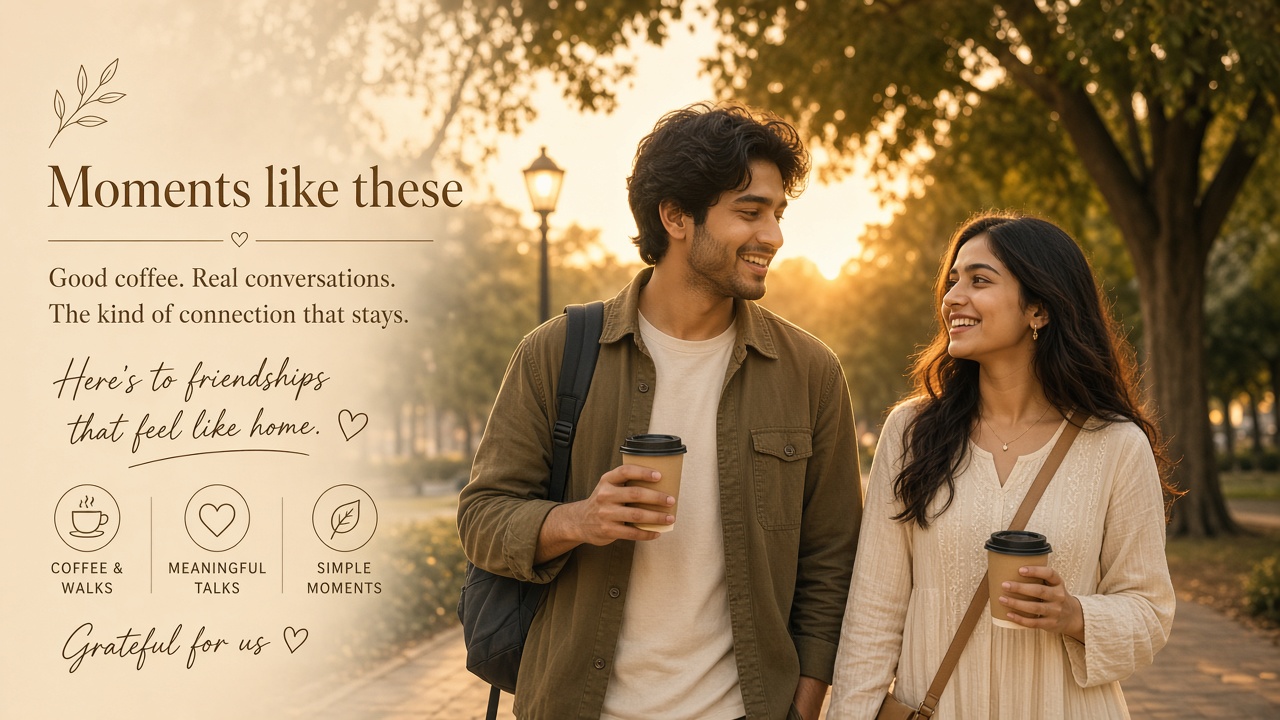 Moments like these
Good coffee. Real conversations.
The kind of connection that stays.
Here's to friendships
that feel like home.
COFFEE &
WALKS
MEANINGFUL
TALKS
SIMPLE
MOMENTS
Grateful for us